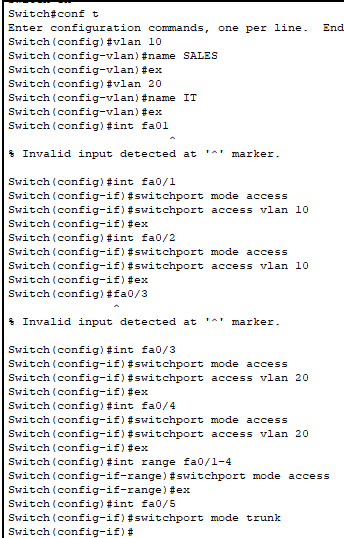 Switch#conf t
Enter configuration commands, one per line.  End
Switch(config)#vlan 10
Switch(config-vlan)#name SALES
Switch(config-vlan)#ex
Switch(config)#vlan 20
Switch(config-vlan)#name IT
Switch(config-vlan)#ex
Switch(config)#int fa01
^
% Invalid input detected at '^' marker.
Switch(config)#int fa0/1
Switch(config-if)#switchport mode access
Switch(config-if)#switchport access vlan 10
Switch(config-if)#ex
Switch(config)#int fa0/2
Switch(config-if)#switchport mode access
Switch(config-if)#switchport access vlan 10
Switch(config-if)#ex
Switch(config)#fa0/3
^
% Invalid input detected at '^' marker.
Switch(config)#int fa0/3
Switch(config-if)#switchport mode access
Switch(config-if)#switchport access vlan 20
Switch(config-if)#ex
Switch(config)#int fa0/4
Switch(config-if)#switchport mode access
Switch(config-if)#switchport access vlan 20
Switch(config-if)#ex
Switch(config)#int range fa0/1-4
Switch(config-if-range)#switchport mode access
Switch(config-if-range)#ex
Switch(config)#int fa0/5
Switch(config-if)#switchport mode trunk
Switch(config-if)#